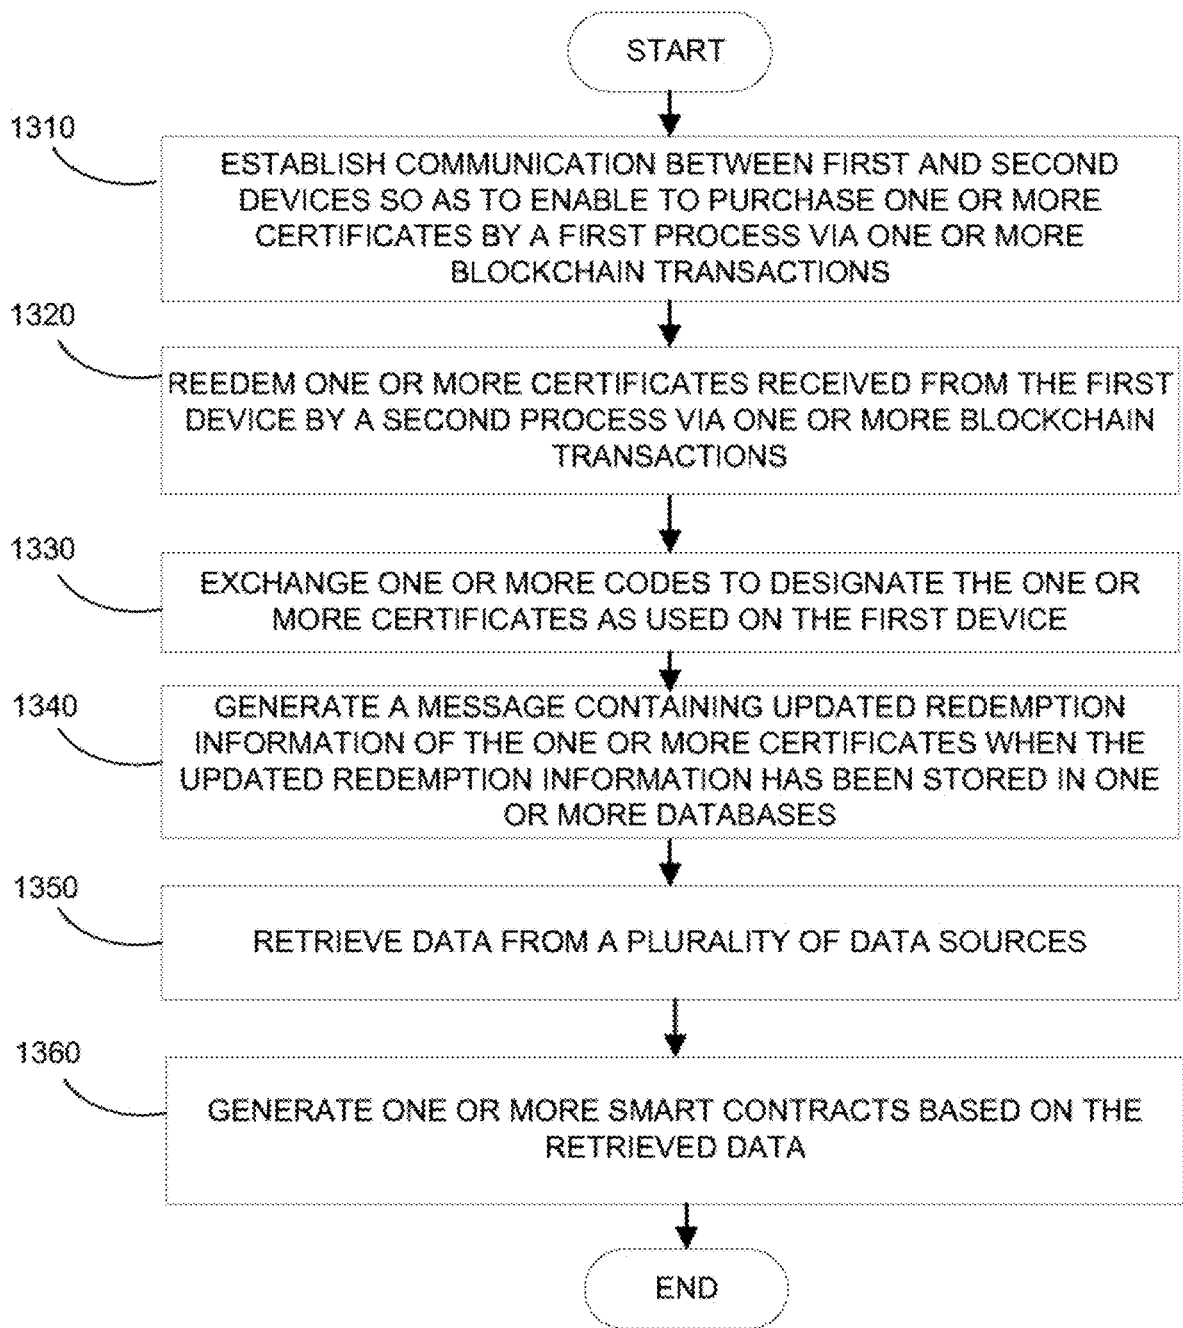 START
1310
ESTABLISH COMMUNICATION BETWEEN FIRST AND SECOND
DEVICES SO AS TO ENABLE TO PURCHASE ONE OR MORE
CERTIFICATES BY A FIRST PROCESS VIA ONE OR MORE
BLOCKCHAIN TRANSACTIONS
1320
REEDEM ONE OR MORE CERTIFICATES RECEIVED FROM THE FIRST
DEVICE BY A SECOND PROCESS VIA ONE OR MORE BLOCKCHAIN
TRANSACTIONS
1330
EXCHANGE ONE OR MORE CODES TO DESIGNATE THE ONE OR
MORE CERTIFICATES AS USED ON THE FIRST DEVICE
1340
GENERATE A MESSAGE CONTAINING UPDATED REDEMPTION
INFORMATION OF THE ONE OR MORE CERTIFICATES WHEN THE
UPDATED REDEMPTION INFORMATION HAS BEEN STORED IN ONE
OR MORE DATABASES
1350
RETRIEVE DATA FROM A PLURALITY OF DATA SOURCES
1360
GENERATE ONE OR MORE SMART CONTRACTS BASED ON THE
RETRIEVED DATA
END